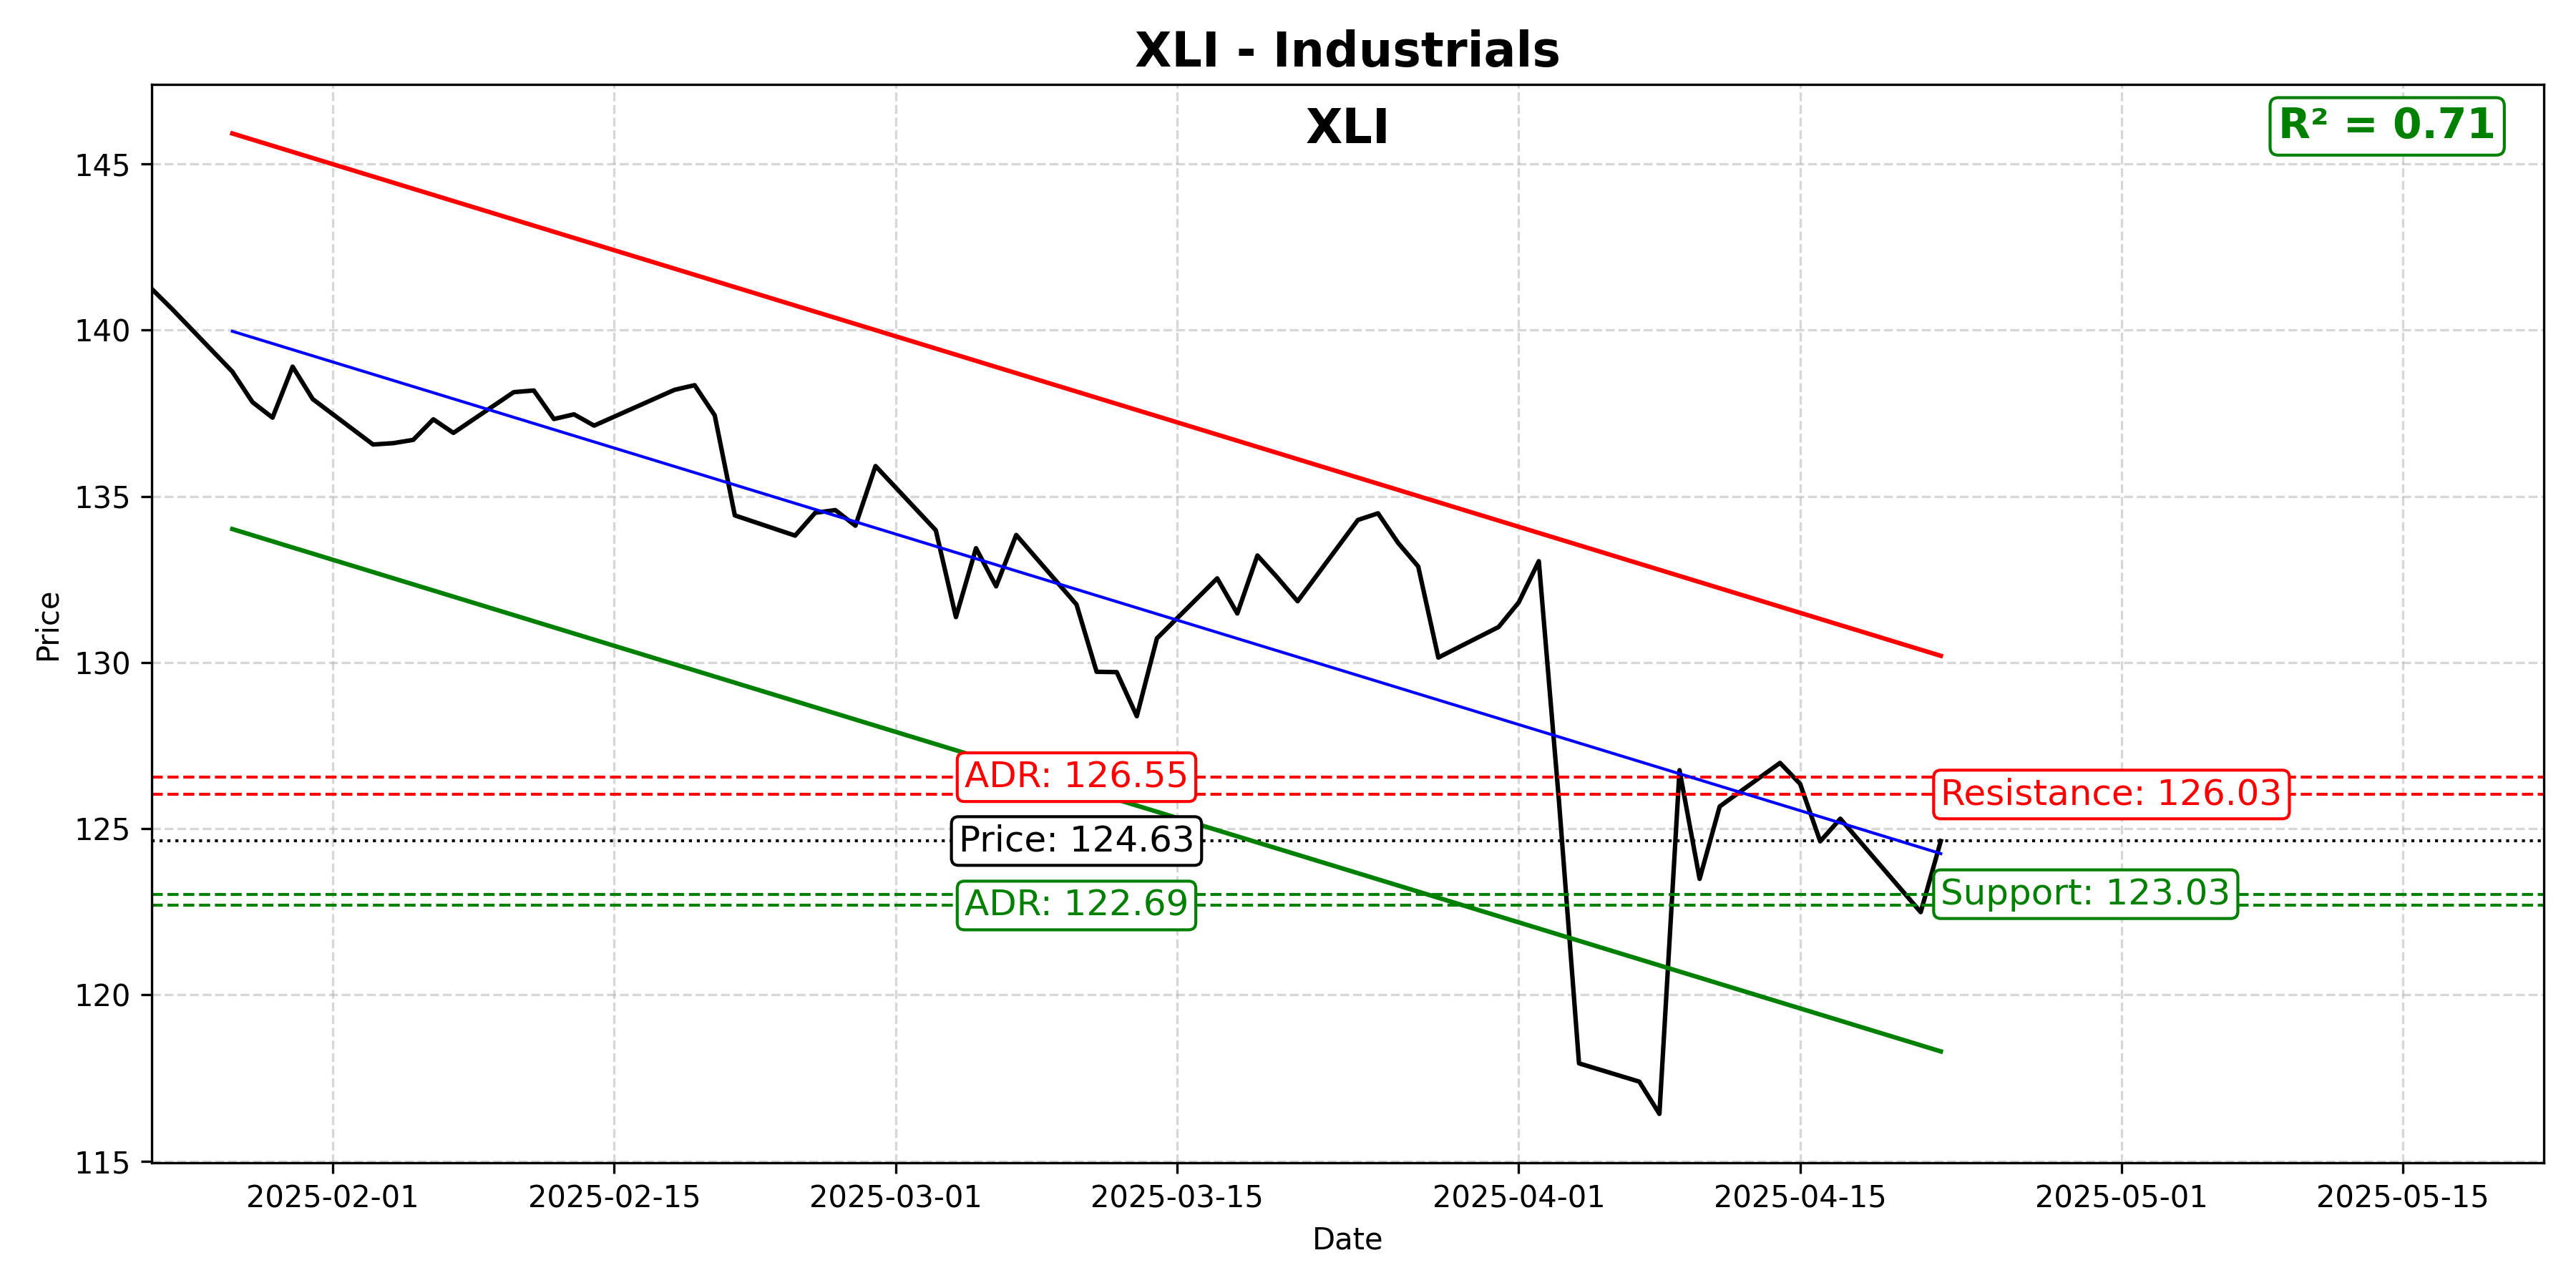 XLI - Industrials
XLI
R² = 0.71
145
140
135
130
125
120
115
Price
ADR: 126.55
Resistance: 126.03
Price: 124.63
Support: 123.03
ADR: 122.69
2025-02-01
2025-02-15
2025-03-01
2025-03-15
2025-04-01
2025-04-15
2025-05-01
2025-05-15
Date